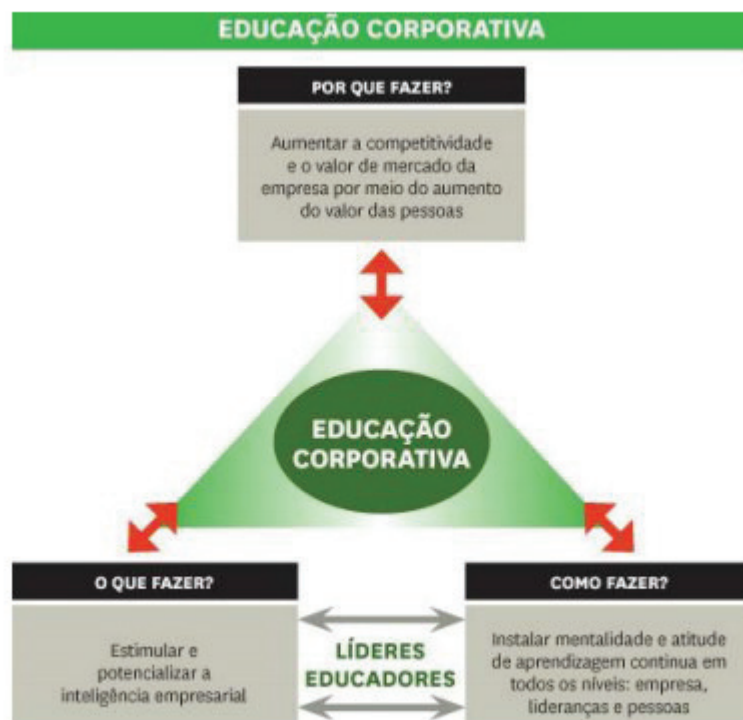 EDUCAÇÃO CORPORATIVA
POR QUE FAZER?
Aumentar a competitividade
e o valor de mercado da
empresa por meio do aumento
do valor das pessoas
EDUCAÇÃO
CORPORATIVA
O QUE FAZER?
Estimular e
potencializar a
inteligência empresarial
LÍDERES
EDUCADORES
COMO FAZER?
Instalar mentalidade e atitude
de aprendizagem continua em
todos os níveis: empresa,
lideranças e pessoas